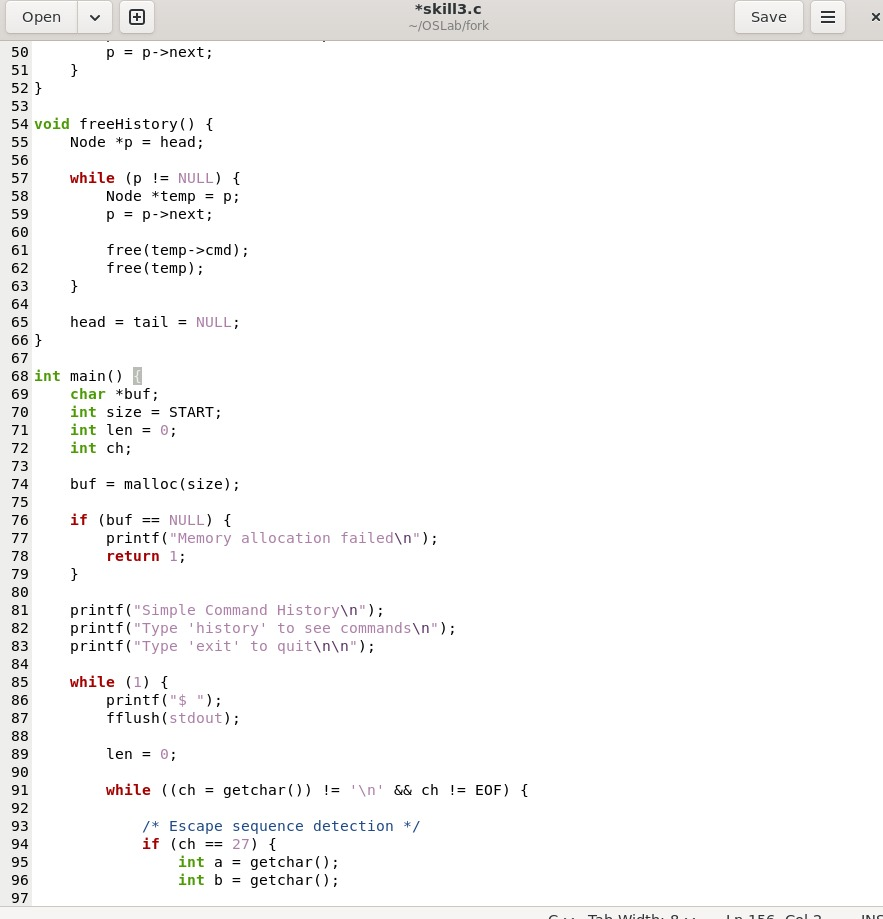 Open
*skill3.c
~/OSLab/fork
Save
50         p = p->next;
51     }
52 }
53
54 void freeHistory() {
55     Node *p = head;
56
57     while (p != NULL) {
58         Node *temp = p;
59         p = p->next;
60
61         free(temp->cmd);
62         free(temp);
63     }
64
65     head = tail = NULL;
66 }
67
68 int main() {
69     char *buf;
70     int size = START;
71     int len = 0;
72     int ch;
73
74     buf = malloc(size);
75
76     if (buf == NULL) {
77         printf("Memory allocation failed\n");
78         return 1;
79     }
80
81     printf("Simple Command History\n");
82     printf("Type 'history' to see commands\n");
83     printf("Type 'exit' to quit\n\n");
84
85     while (1) {
86         printf("$ ");
87         fflush(stdout);
88
89         len = 0;
90
91         while ((ch = getchar()) != '\n' && ch != EOF) {
92
93             /* Escape sequence detection */
94             if (ch == 27) {
95                 int a = getchar();
96                 int b = getchar();
97
Tab Width: 8 Ln 156, Col 2